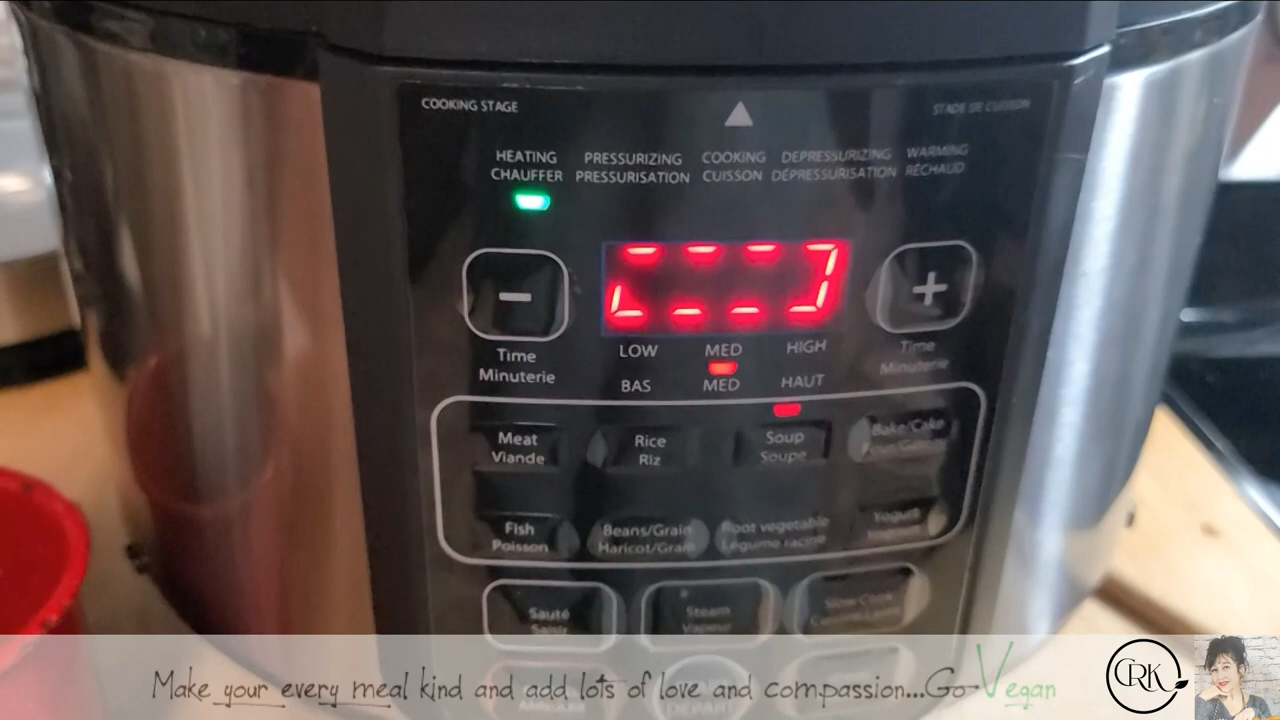 COOKING STAGE
STADE DE CUISSON
HEATING PRESSURIZING COOKING DEPRESSURIZING WARMING
CHAUFFER PRESSURISATION CUISSON DÉPRESSURISATION RÉCHAUD
- +
LOW MED HIGH
BAS MED HAUT
Time
Minuterie
Time
Minuterie
Meat
Viande
Rice
Riz
Soup
Soupe
Bake/Cake
Fish
Poisson
Beans/Grain
Haricot/Grain
Root vegetable
Légume racine
Yogurt
Sauté
Steam
Vapeur
Slow Cook
Make your every meal kind and add lots of love and compassion...Go Vegan
CRK